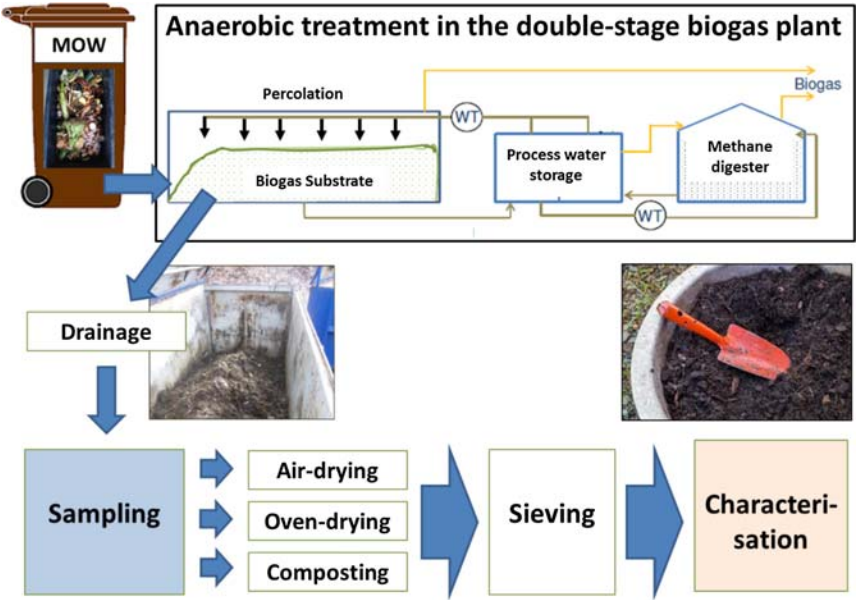 MOW
Anaerobic treatment in the double-stage biogas plant
Biogas
Percolation
WT
Process water
storage
Methane
digester
Biogas Substrate
WT
Drainage
Sampling
Air-drying
Oven-drying
Composting
Sieving
Characteri-
sation